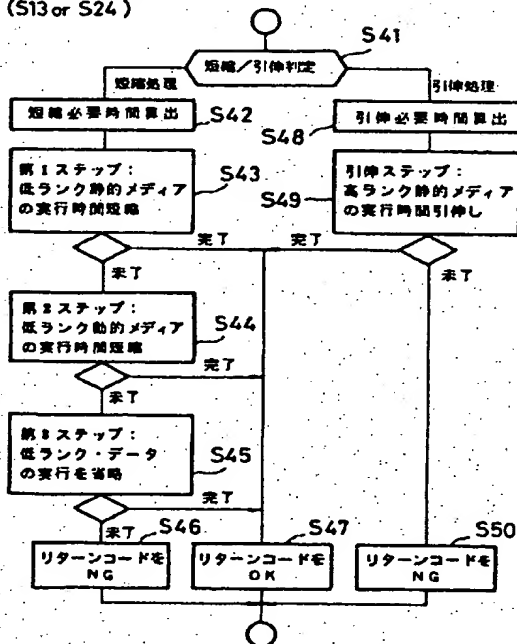 (S13 or S24)
S41
短縮/引伸判定
短縮処理
引伸処理
短縮必要時間算出
S42
引伸必要時間算出
S48
第1ステップ:
低ランク静的メディア
の実行時間短縮
S43
引伸ステップ:
高ランク静的メディア
の実行時間引伸し
S49
完了
完了
未了
未了
第2ステップ:
低ランク動的メディア
の実行時間短縮
S44
完了
未了
第3ステップ:
低ランク・データ
の実行を省略
S45
完了
未了
S46
S47
S50
リターンコードを
NG
リターンコードを
OK
リターンコードを
NG